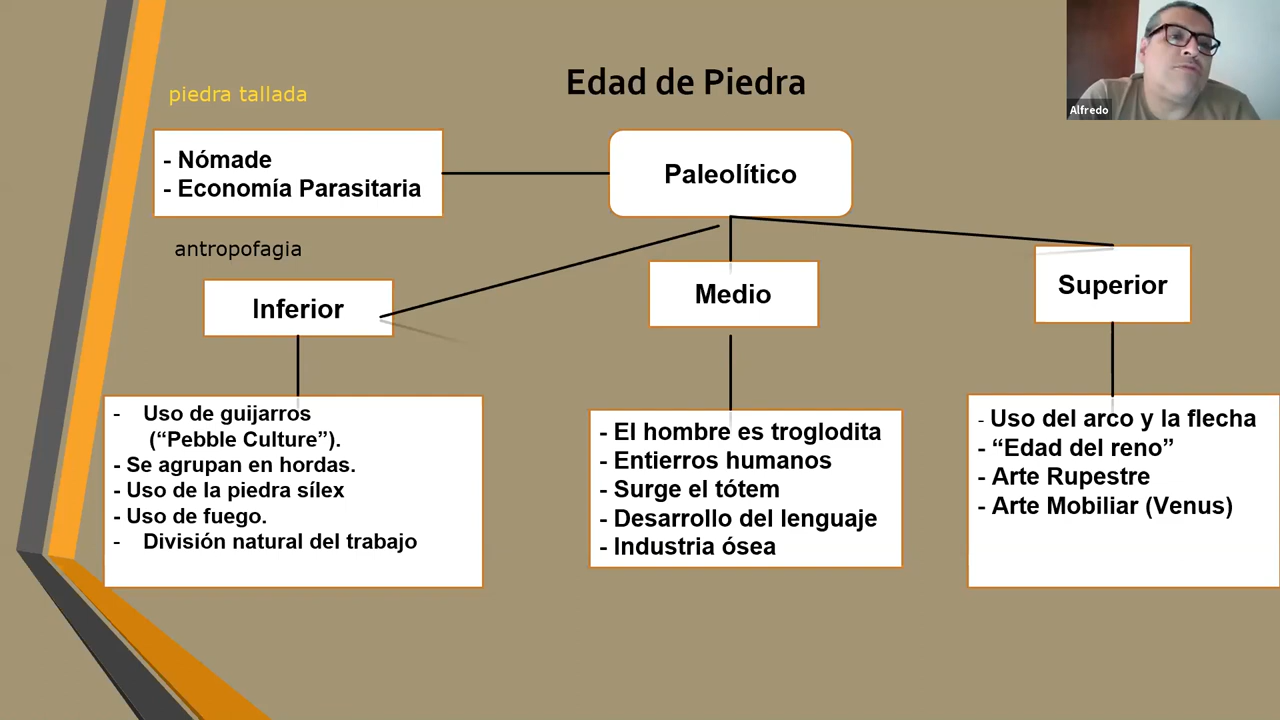 Edad de Piedra
Alfredo
piedra tallada
- Nómade
- Economía Parasitaria
Paleolítico
antropofagia
Inferior
Medio
Superior
- Uso de guijarros
(“Pebble Culture”).
- Se agrupan en hordas.
- Uso de la piedra sílex
- Uso de fuego.
- División natural del trabajo
- El hombre es troglodita
- Entierros humanos
- Surge el tótem
- Desarrollo del lenguaje
- Industria ósea
- Uso del arco y la flecha
- “Edad del reno”
- Arte Rupestre
- Arte Mobiliar (Venus)